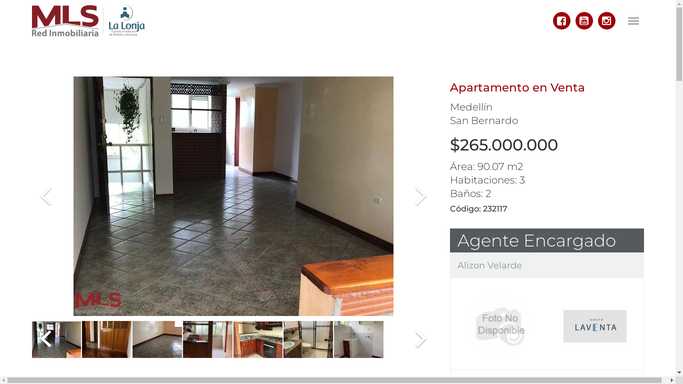 MLS
Red Inmobiliaria
La Lonja
Apartamento en Venta
Medellín
San Bernardo
$265.000.000
Área: 90.07 m2
Habitaciones: 3
Baños: 2
Código: 232117
MLS
Agente Encargado
Alizon Velarde
Foto No
Disponible
LAVENTA